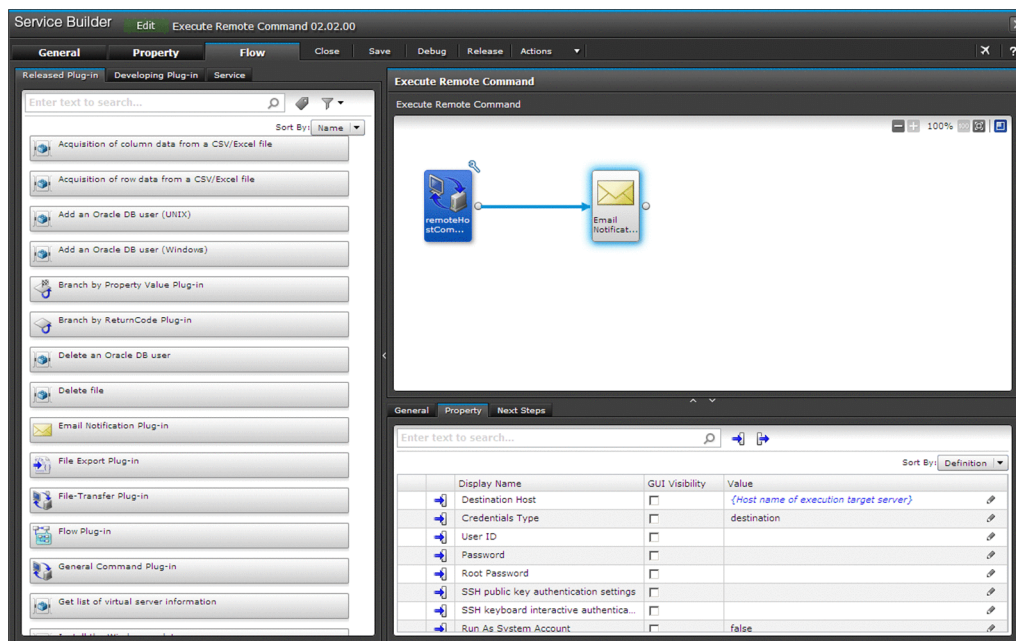 Service Builder Edit Execute Remote Command 02.02.00
General Property Flow Close Save Debug Release Actions ?
Released Plug-in Developing Plug-in Service
Enter text to search...
Sort By: Name
Acquisition of column data from a CSV/Excel file
Acquisition of row data from a CSV/Excel file
Add an Oracle DB user (UNIX)
Add an Oracle DB user (Windows)
Branch by Property Value Plug-in
Branch by ReturnCode Plug-in
Delete an Oracle DB user
Delete file
Email Notification Plug-in
File Export Plug-in
File-Transfer Plug-in
Flow Plug-in
General Command Plug-in
Get list of virtual server information
Execute Remote Command
Execute Remote Command
100%
remoteHo
stCom...
Email
Notificat...
General Property Next Steps
Enter text to search...
Sort By: Definition
Display Name GUI Visibility Value
Destination Host {Host name of execution target server}
Credentials Type destination
User ID
Password
Root Password
SSH public key authentication settings
SSH keyboard interactive authentica...
Run As System Account false